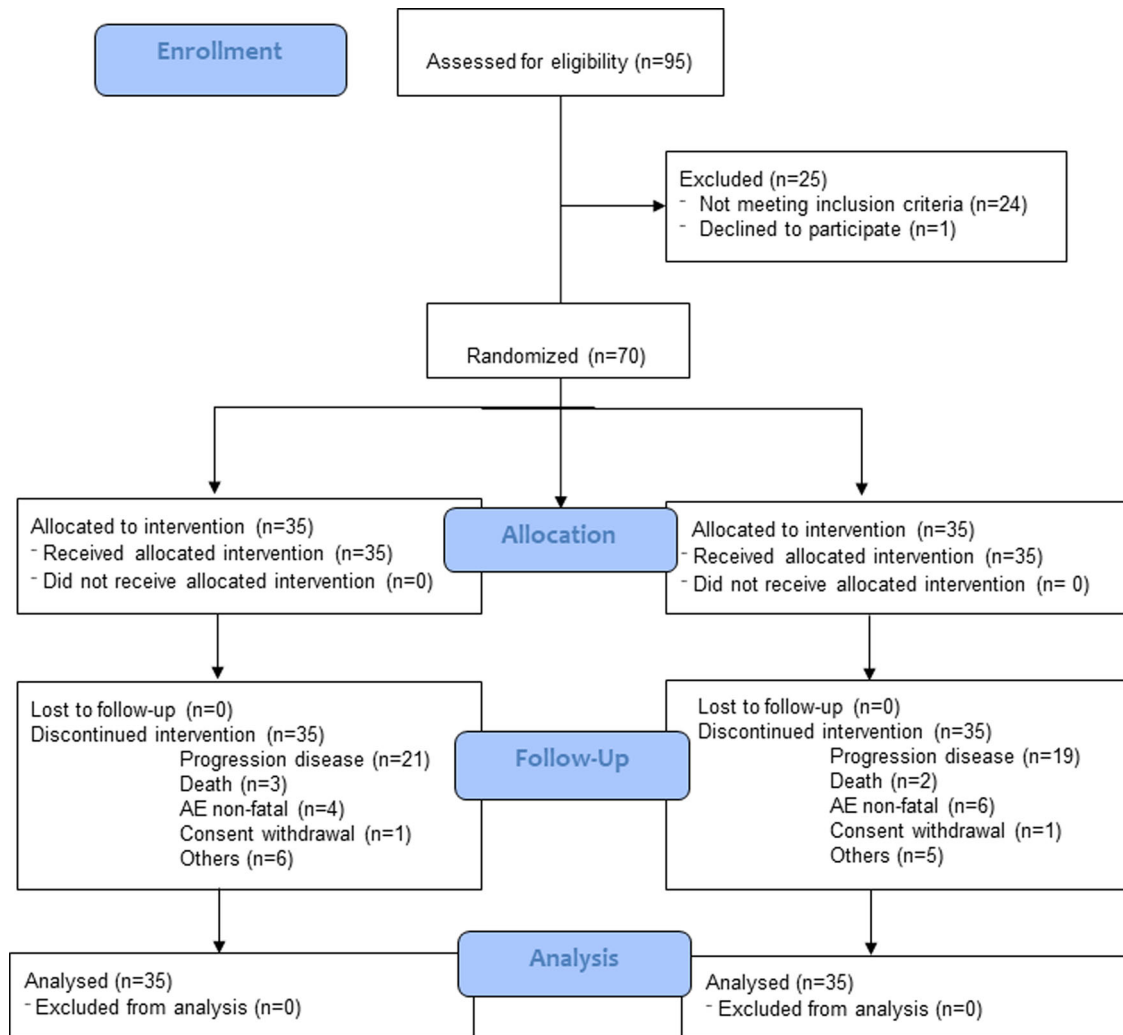 Enrollment
Assessed for eligibility (n=95)
Excluded (n=25)
- Not meeting inclusion criteria (n=24)
- Declined to participate (n=1)
Randomized (n=70)
Allocation
Allocated to intervention (n=35)
- Received allocated intervention (n=35)
- Did not receive allocated intervention (n=0)
Allocated to intervention (n=35)
- Received allocated intervention (n=35)
- Did not receive allocated intervention (n= 0)
Follow-Up
Lost to follow-up (n=0)
Discontinued intervention (n=35)
Progression disease (n=21)
Death (n=3)
AE non-fatal (n=4)
Consent withdrawal (n=1)
Others (n=6)
Lost to follow-up (n=0)
Discontinued intervention (n=35)
Progression disease (n=19)
Death (n=2)
AE non-fatal (n=6)
Consent withdrawal (n=1)
Others (n=5)
Analysis
Analysed (n=35)
- Excluded from analysis (n=0)
Analysed (n=35)
- Excluded from analysis (n=0)